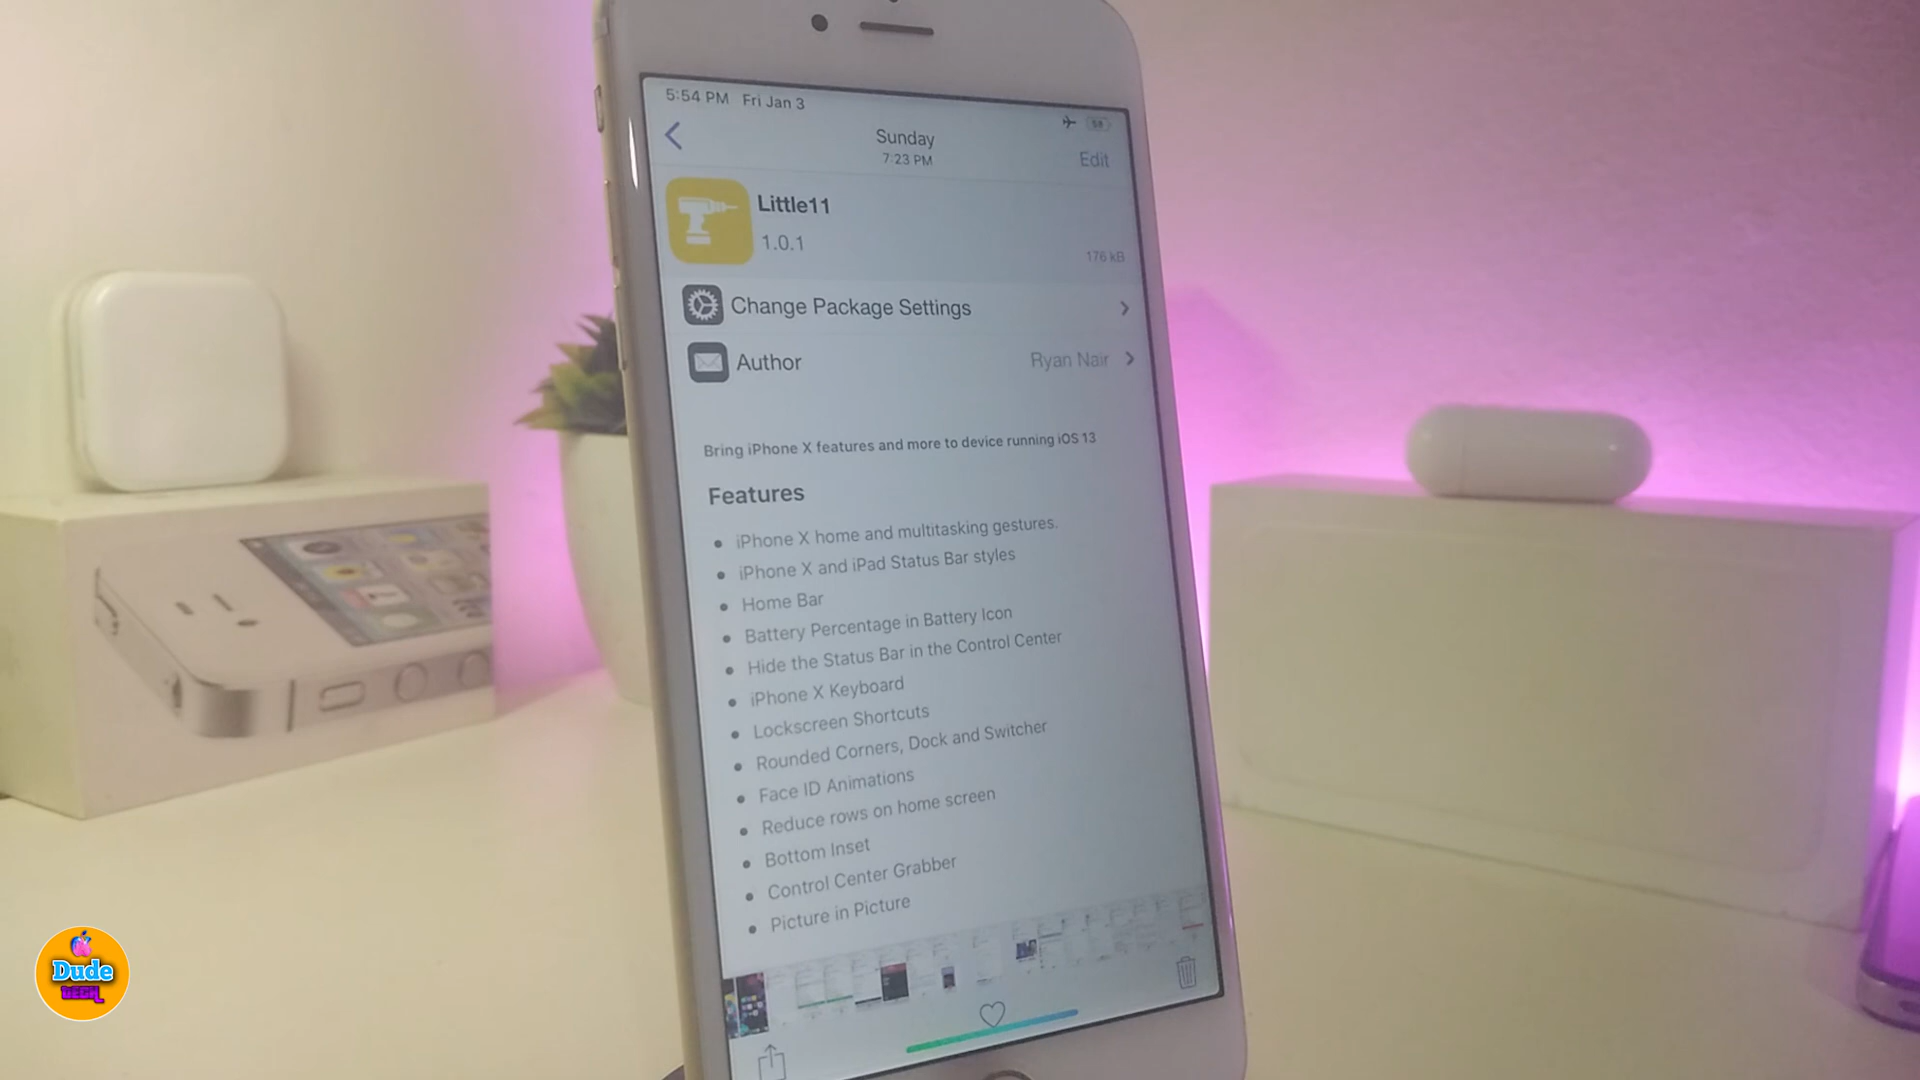 5:54 PM Fri Jan 3
58
Sunday
7:23 PM
Edit
Little11
1.0.1
176 kB
Change Package Settings
Author
Ryan Nair
Bring iPhone X features and more to device running iOS 13
Features
• iPhone X home and multitasking gestures.
• iPhone X and iPad Status Bar styles
• Home Bar
• Battery Percentage in Battery Icon
• Hide the Status Bar in the Control Center
• iPhone X Keyboard
• Lockscreen Shortcuts
• Rounded Corners, Dock and Switcher
• Face ID Animations
• Reduce rows on home screen
• Bottom Inset
• Control Center Grabber
• Picture in Picture
Dude
TECH